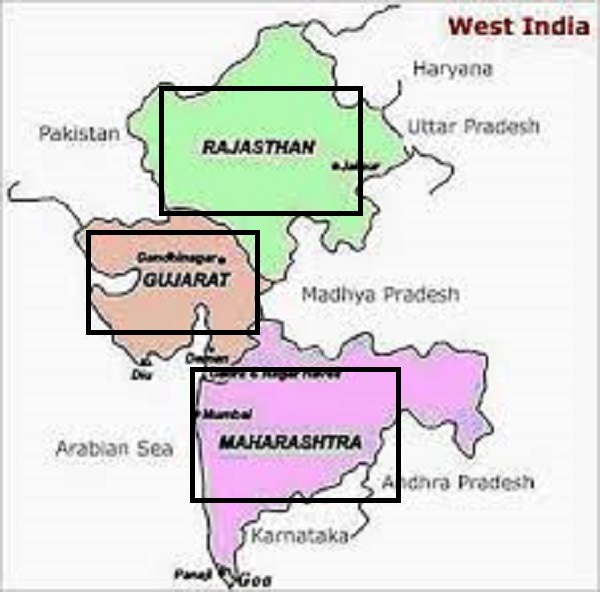 West India
Haryana
Pakistan
Uttar Pradesh
RAJASTHAN
Jaipur
Gandhinagar
GUJARAT
Madhya Pradesh
Daman
Diu
Dadra & Nagar Haveli
Mumbai
Arabian Sea
MAHARASHTRA
Andhra Pradesh
Karnataka
Panaji
Goa